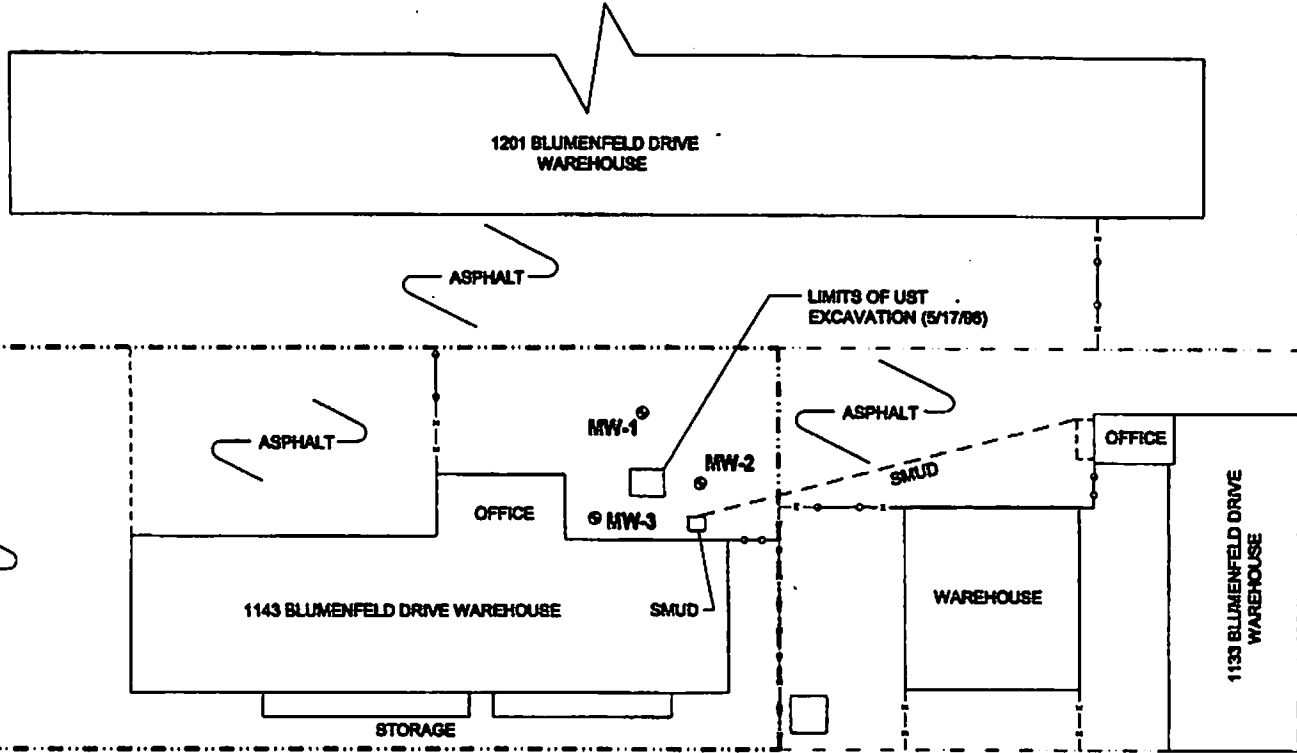 1201 BLUMENFELD DRIVE
WAREHOUSE
ASPHALT
LIMITS OF UST
EXCAVATION (5/17/96)
MW-1
ASPHALT
ASPHALT
OFFICE
MW-2
SMUD
OFFICE
MW-3
1143 BLUMENFELD DRIVE WAREHOUSE
SMUD
WAREHOUSE
1133 BLUMENFELD DRIVE
WAREHOUSE
STORAGE